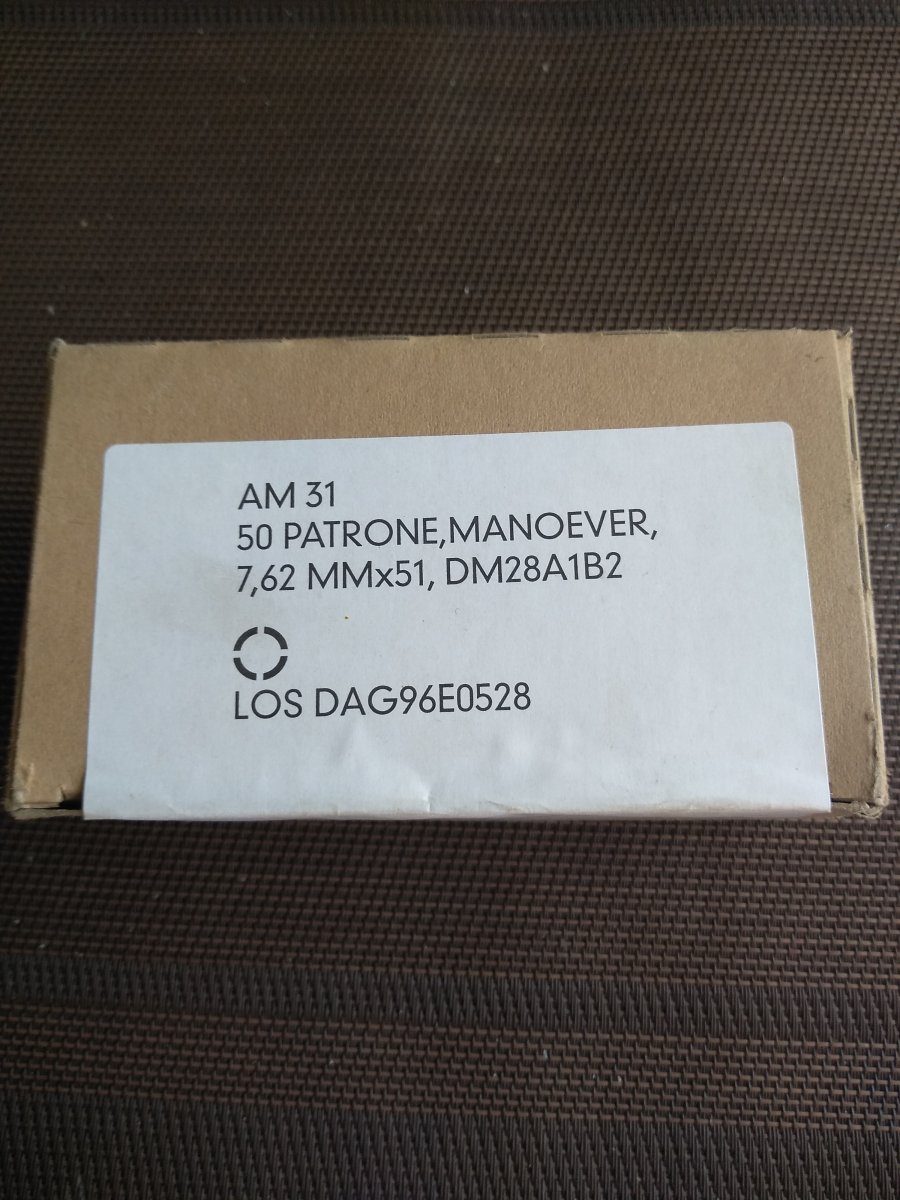 AM 31
50 PATRONE,MANOEVER,
7,62 MMx51, DM28A1B2
LOS DAG96E0528